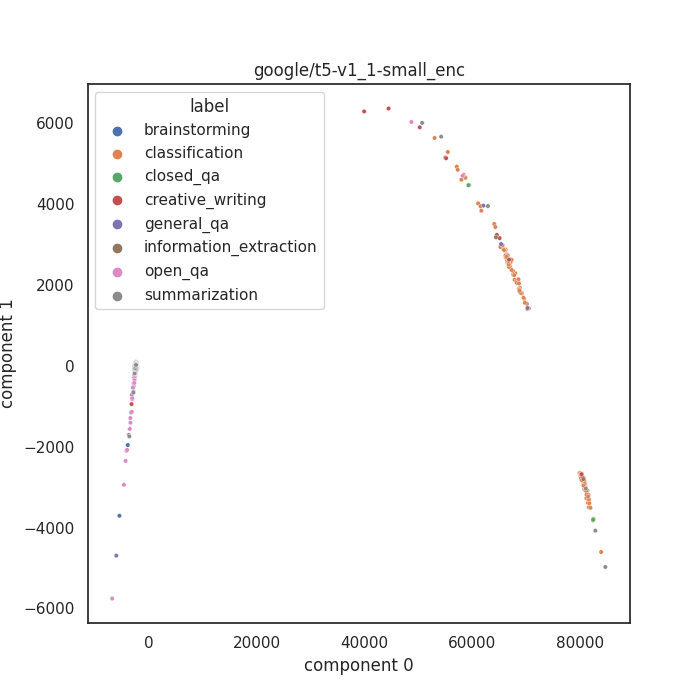 google/t5-v1_1-small_enc
label
brainstorming
classification
closed_qa
creative_writing
general_qa
information_extraction
open_qa
summarization
6000
4000
2000
0
−2000
−4000
−6000
component 1
0
20000
40000
60000
80000
component 0